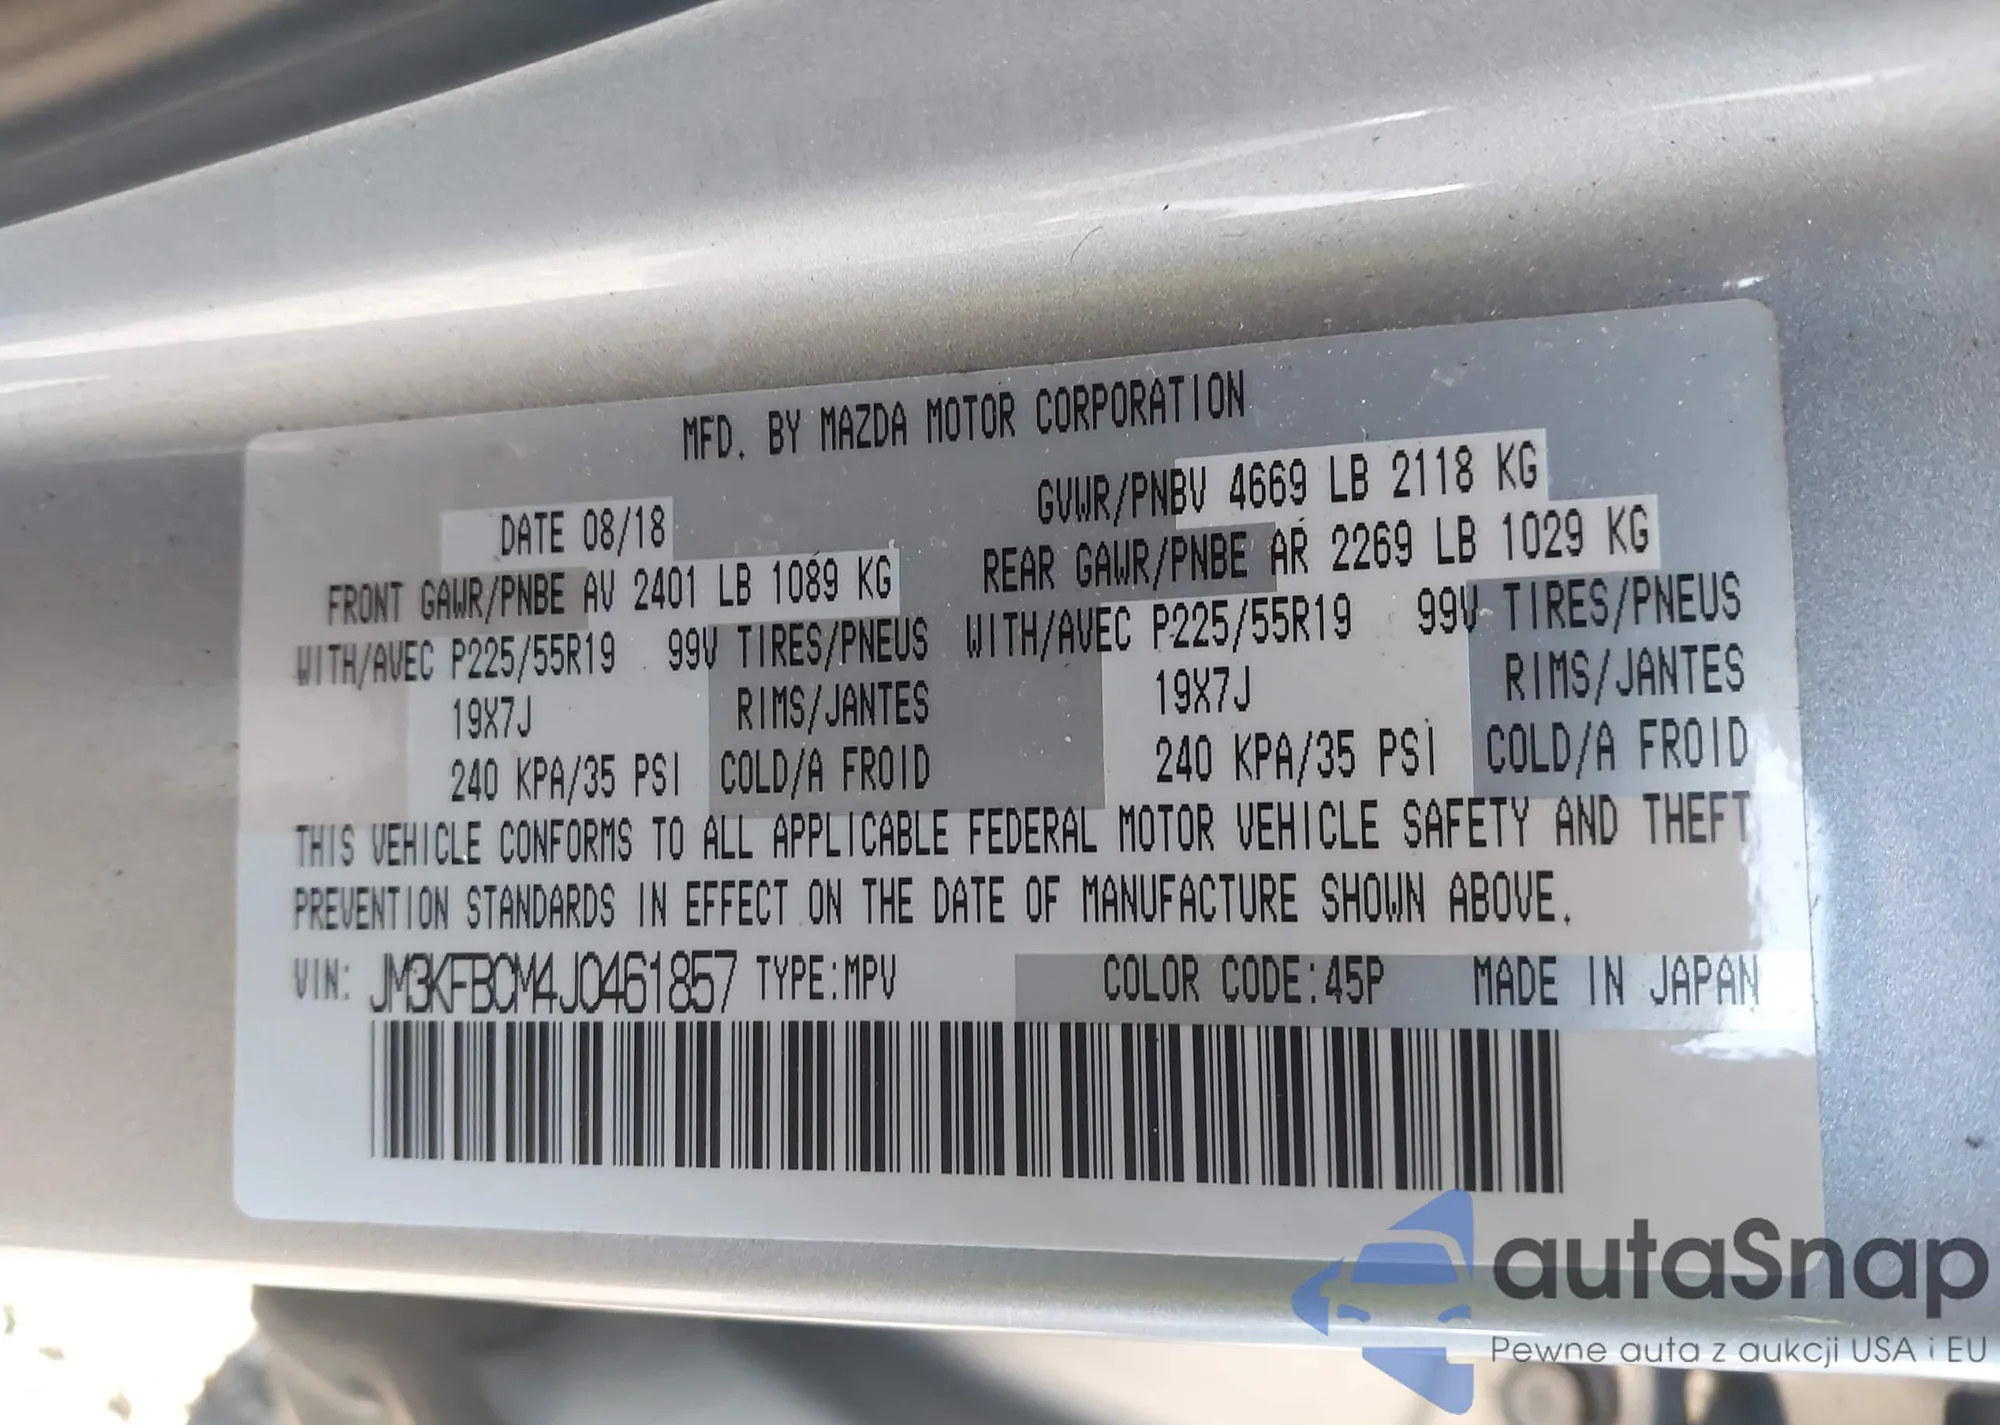 MFD. BY MAZDA MOTOR CORPORATION
GVWR/PNBV 4669 LB 2118 KG
DATE 08/18
FRONT GAWR/PNBE AV 2401 LB 1089 KG
REAR GAWR/PNBE AR 2269 LB 1029 KG
WITH/AVEC P225/55R19 99V TIRES/PNEUS
WITH/AVEC P225/55R19 99V TIRES/PNEUS
19X7J RIMS/JANTES
19X7J RIMS/JANTES
240 KPA/35 PSI COLD/A FROID
240 KPA/35 PSI COLD/A FROID
THIS VEHICLE CONFORMS TO ALL APPLICABLE FEDERAL MOTOR VEHICLE SAFETY AND THEFT
PREVENTION STANDARDS IN EFFECT ON THE DATE OF MANUFACTURE SHOWN ABOVE.
VIN: JM3KFBCM4J0461857 TYPE:MPV COLOR CODE:45P MADE IN JAPAN
autaSnap
Pewne auta z aukcji USA i EU